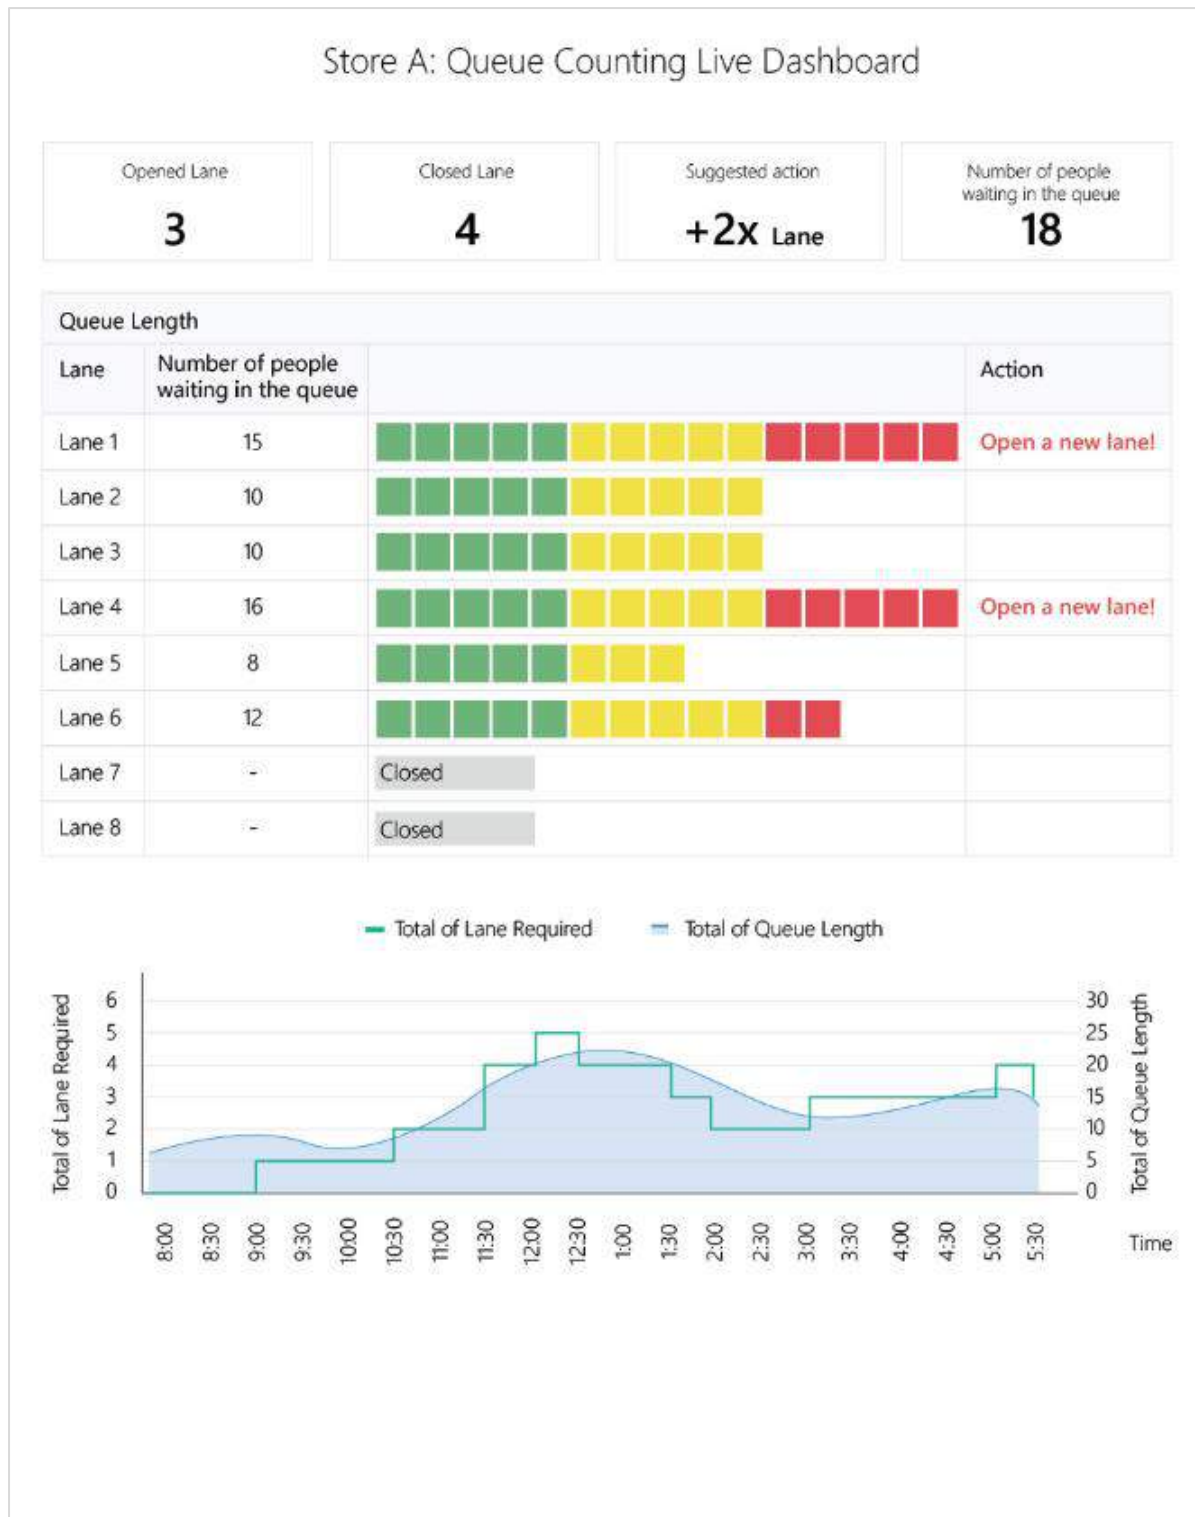 Store A: Queue Counting Live Dashboard
Opened Lane
3
Closed Lane
4
Suggested action
+2x Lane
Number of people
waiting in the queue
18
Queue Length
Lane
Number of people
waiting in the queue
Action
Lane 1
15
Open a new lane!
Lane 2
10
Lane 3
10
Lane 4
16
Open a new lane!
Lane 5
8
Lane 6
12
Lane 7
-
Closed
Lane 8
-
Closed
Total of Lane Required
Total of Queue Length
Total of Lane Required
6
5
4
3
2
1
0
30
25
20
15
10
5
0
Total of Queue Length
8:00
8:30
9:00
9:30
10:00
10:30
11:00
11:30
12:00
12:30
1:00
1:30
2:00
2:30
3:00
3:30
4:00
4:30
5:00
5:30
Time